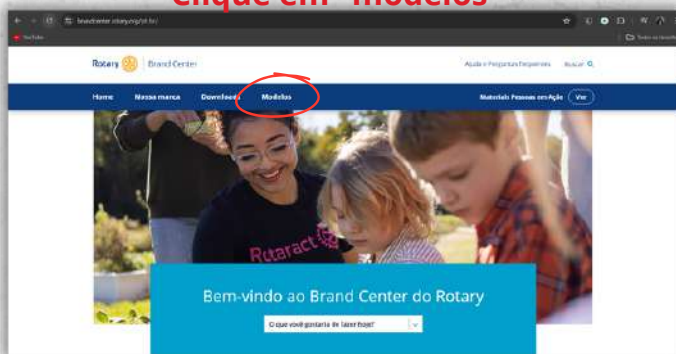 Clique em "modelos"
brandcenter.rotary.org/pt-br/
YouTube
Rotary Brand Center
Ajuda e Perguntas frequentes Buscar
Home Nossa marca Downloads Modelos Materiais Pessoas em Ação Ver
Rotaract
Bem-vindo ao Brand Center do Rotary
O que você gostaria de fazer hoje?